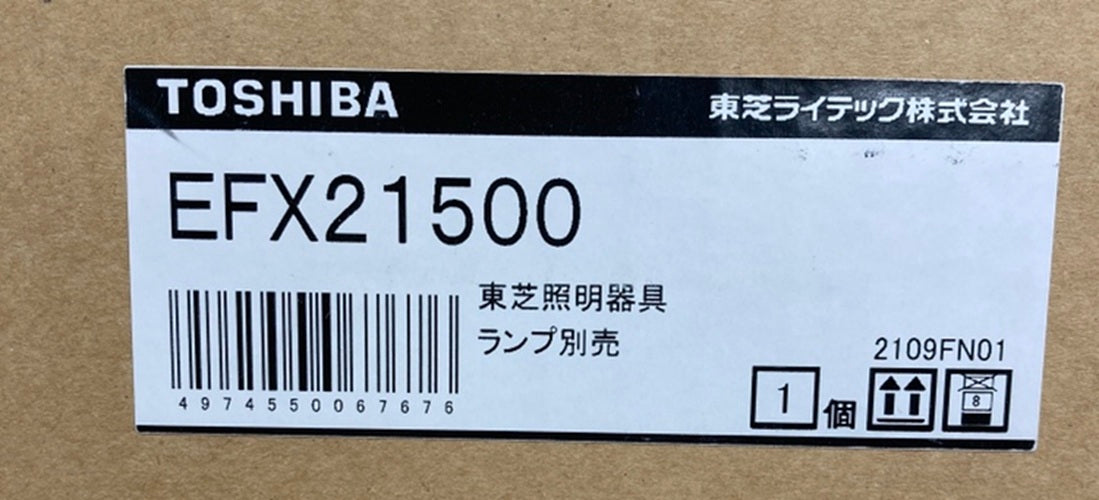 TOSHIBA 東芝ライテック株式会社
EFX21500
東芝照明器具
ランプ別売
4974550067676
2109FN01
1 個
8